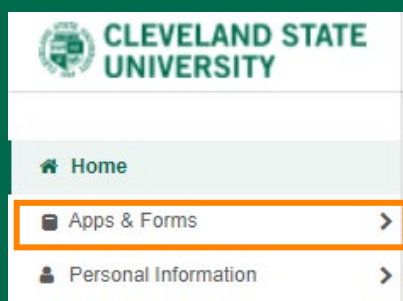 CLEVELAND STATE
UNIVERSITY
Home
Apps & Forms
Personal Information